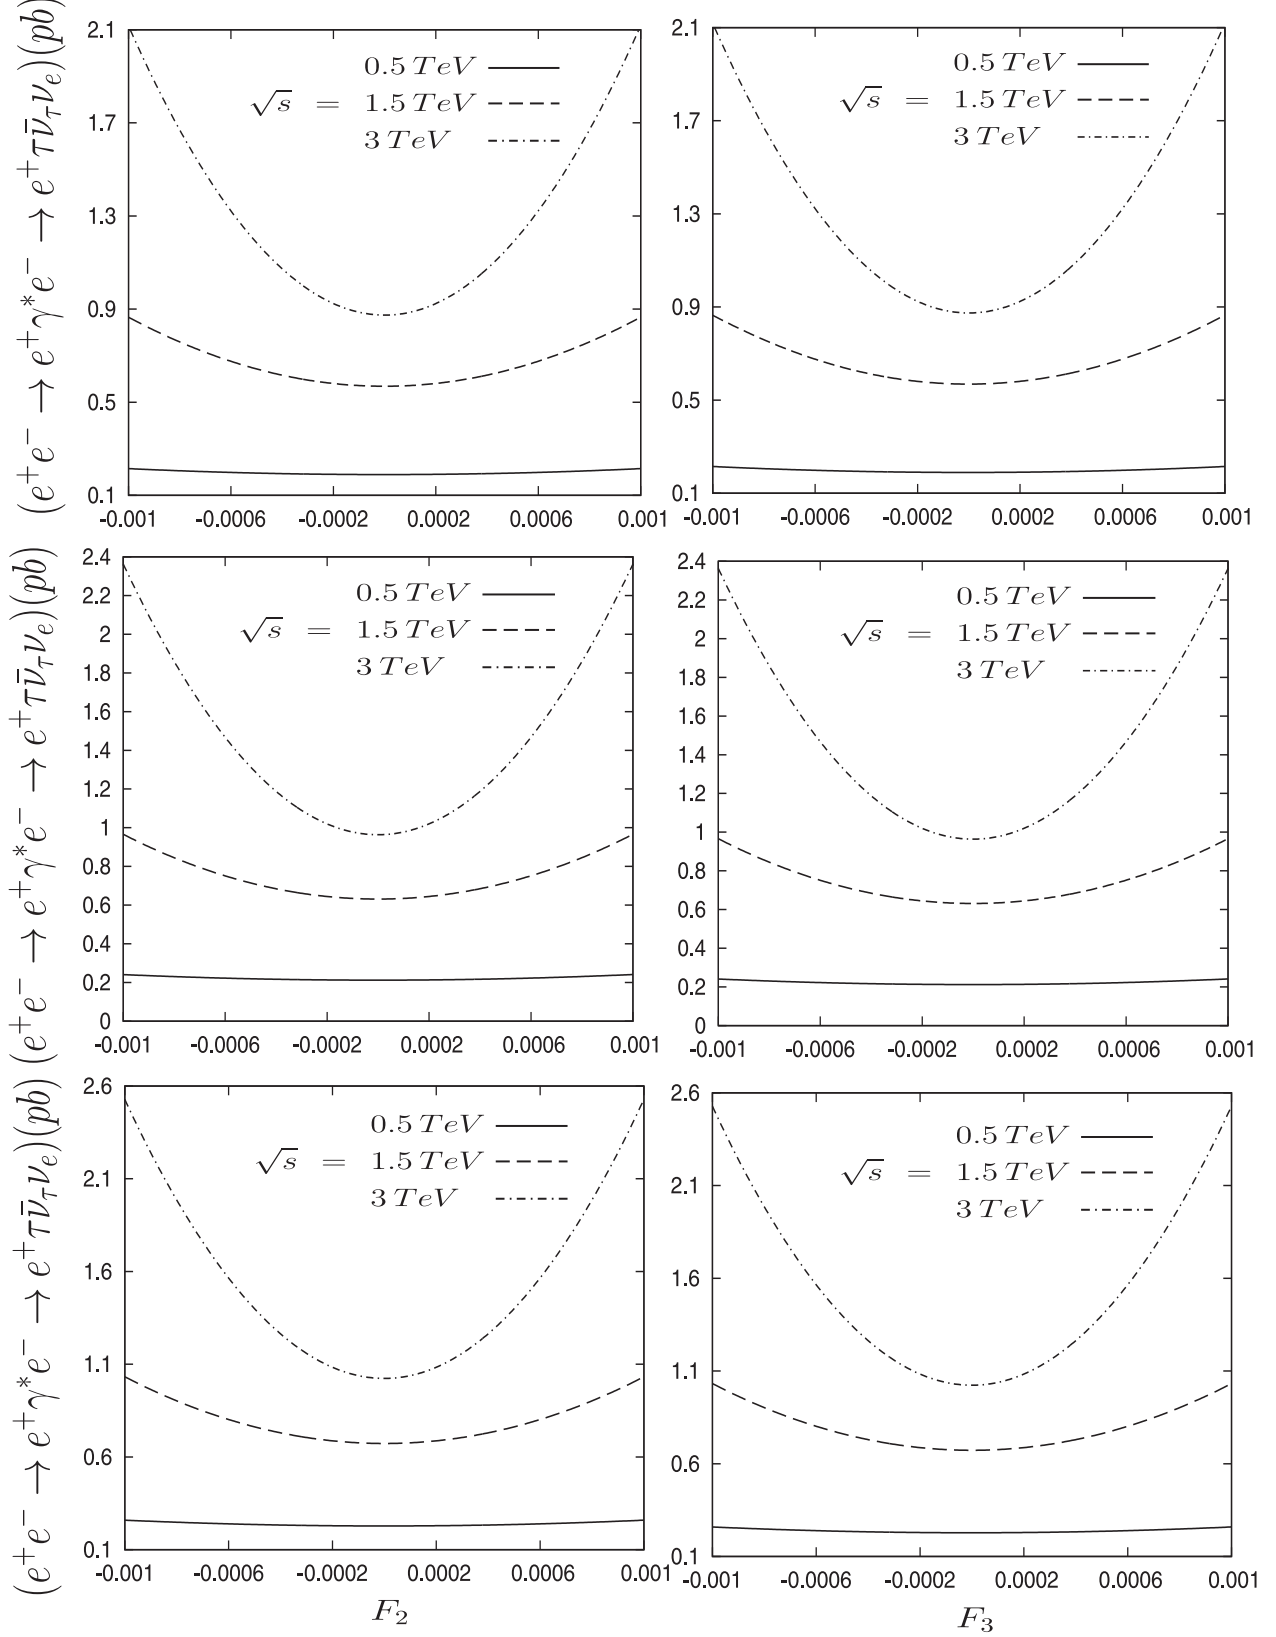 (e⁺e⁻ → e⁺γ*e⁻ → e⁺τν̄_τν_e)(pb)
2.1
1.7
1.3
0.9
0.5
0.1
0.5 TeV
√s = 1.5 TeV
3 TeV
-0.001 -0.0006 -0.0002 0.0002 0.0006 0.001
2.1
1.7
1.3
0.9
0.5
0.1
0.5 TeV
√s = 1.5 TeV
3 TeV
-0.001 -0.0006 -0.0002 0.0002 0.0006 0.001
(e⁺e⁻ → e⁺γ*e⁻ → e⁺τν̄_τν_e)(pb)
2.4
2.2
2
1.8
1.6
1.4
1.2
1
0.8
0.6
0.4
0.2
0
0.5 TeV
√s = 1.5 TeV
3 TeV
-0.001 -0.0006 -0.0002 0.0002 0.0006 0.001
2.4
2.2
2
1.8
1.6
1.4
1.2
1
0.8
0.6
0.4
0.2
0
0.5 TeV
√s = 1.5 TeV
3 TeV
-0.001 -0.0006 -0.0002 0.0002 0.0006 0.001
(e⁺e⁻ → e⁺γ*e⁻ → e⁺τν̄_τν_e)(pb)
2.6
2.1
1.6
1.1
0.6
0.1
0.5 TeV
√s = 1.5 TeV
3 TeV
-0.001 -0.0006 -0.0002 0.0002 0.0006 0.001
F₂
2.6
2.1
1.6
1.1
0.6
0.1
0.5 TeV
√s = 1.5 TeV
3 TeV
-0.001 -0.0006 -0.0002 0.0002 0.0006 0.001
F₃